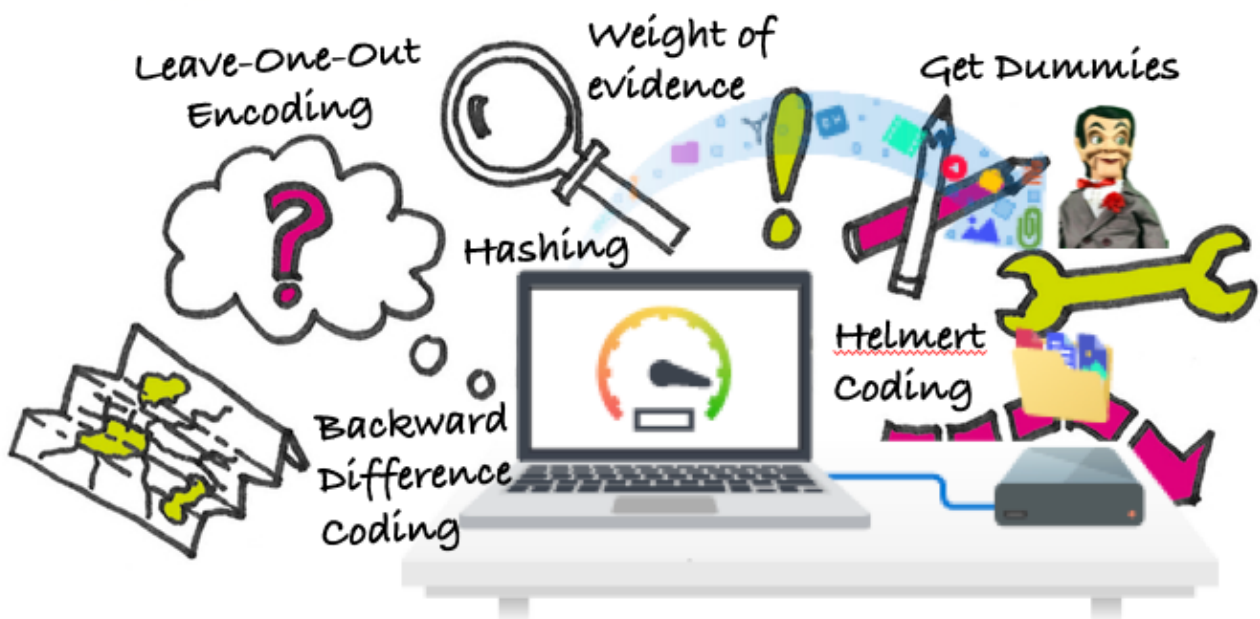 Leave-One-Out
Encoding
Weight of
evidence
Get Dummies
Hashing
Helmert
Coding
Backward
Difference
Coding